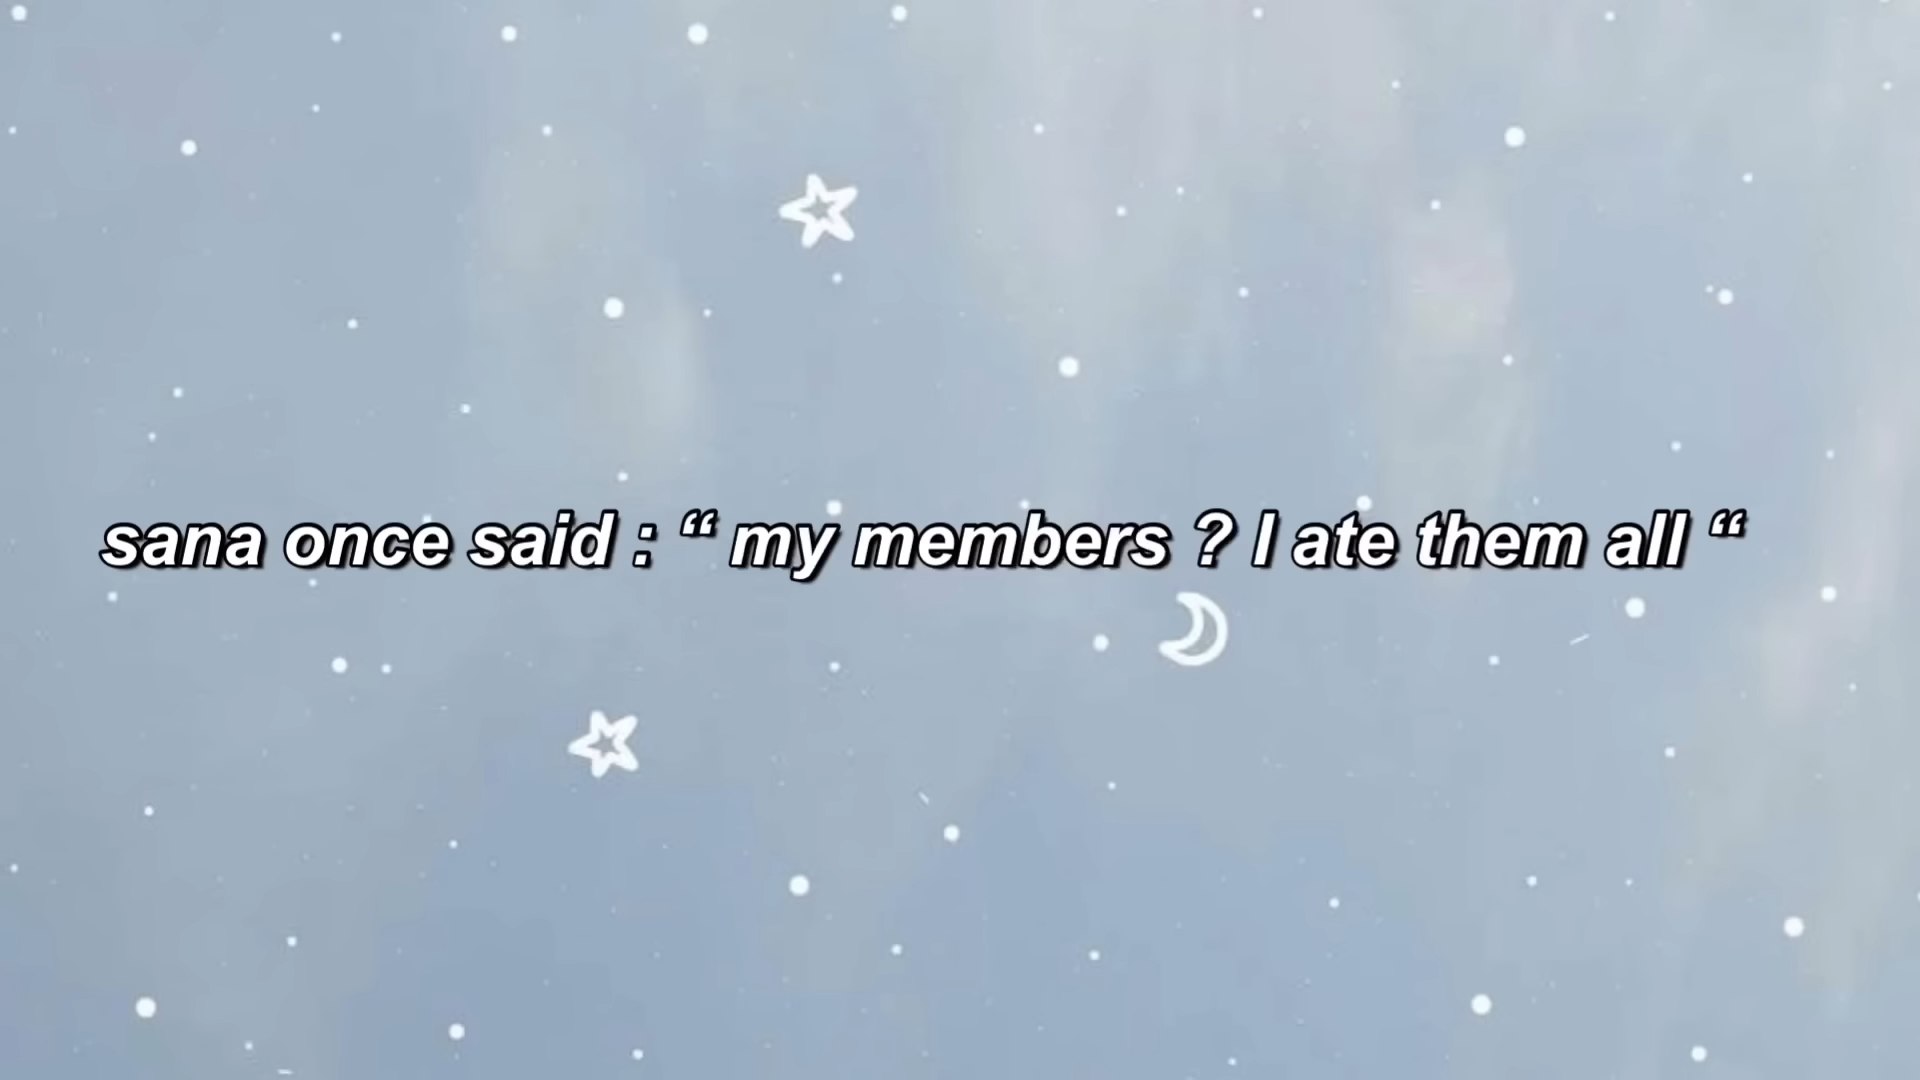 sana once said : “ my members ? I ate them all “